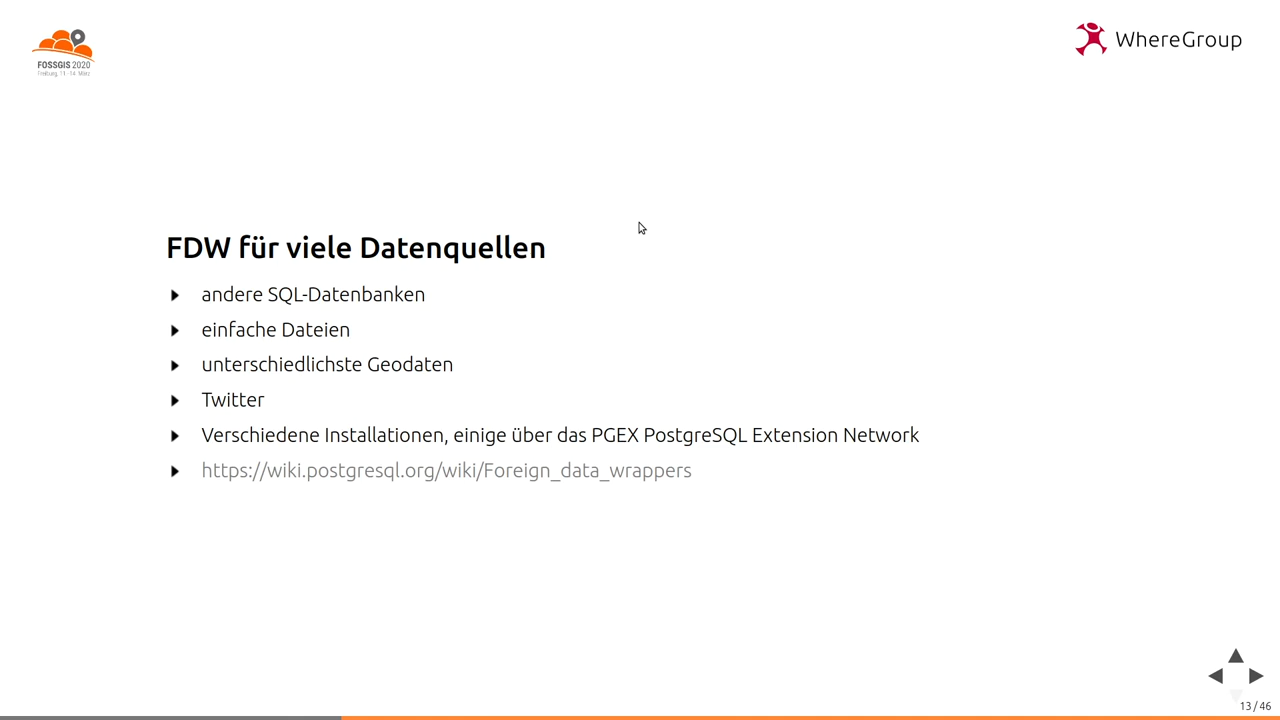 FOSSGIS 2020
Freiburg, 11.-14. März
WhereGroup
FDW für viele Datenquellen
andere SQL-Datenbanken
einfache Dateien
unterschiedlichste Geodaten
Twitter
Verschiedene Installationen, einige über das PGEX PostgreSQL Extension Network
https://wiki.postgresql.org/wiki/Foreign_data_wrappers
13 / 46